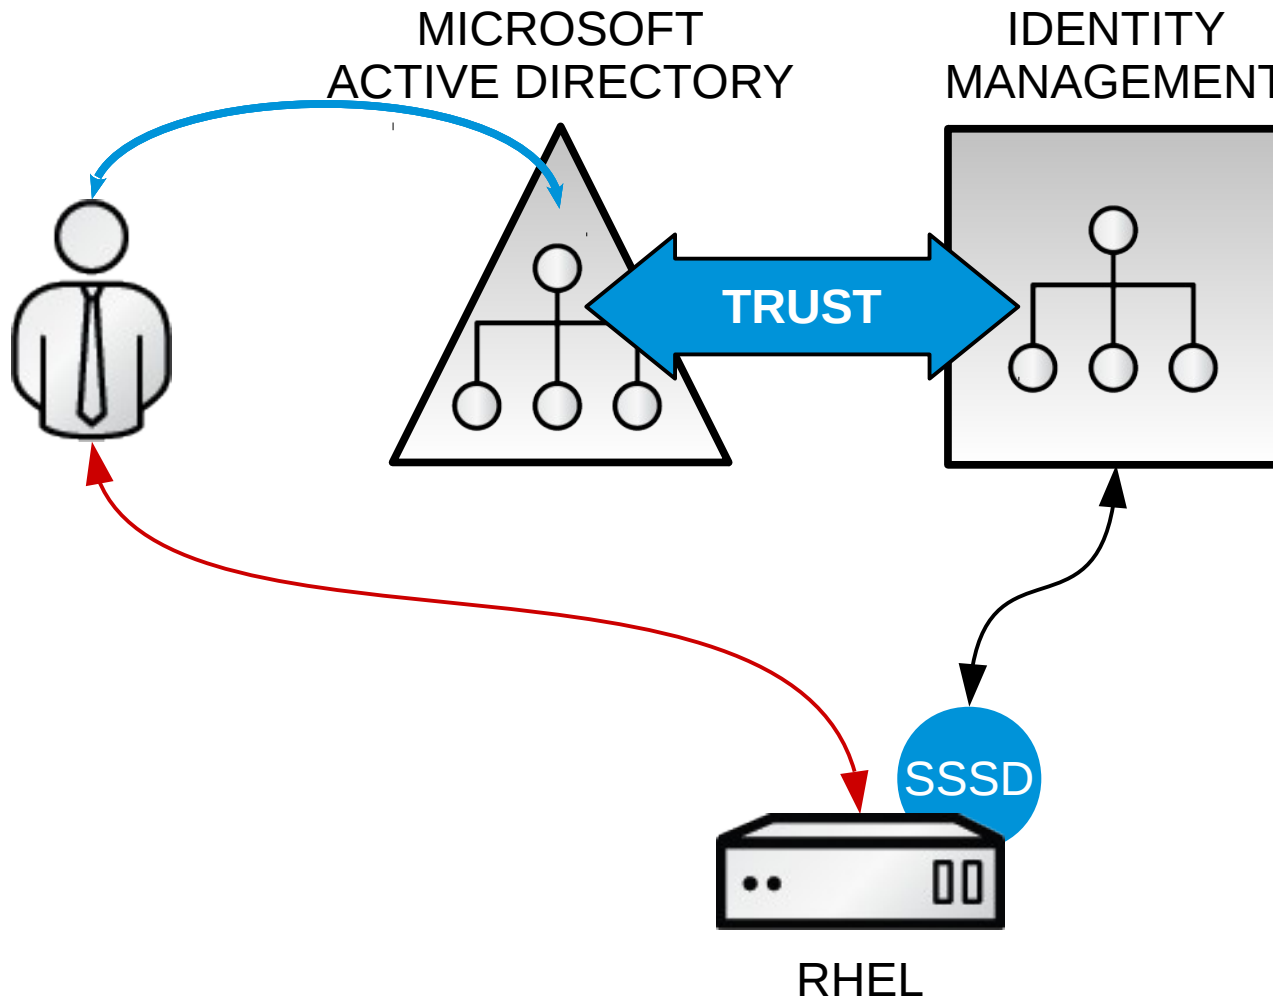 MICROSOFT
ACTIVE DIRECTORY
IDENTITY
MANAGEMENT
TRUST
SSSD
RHEL